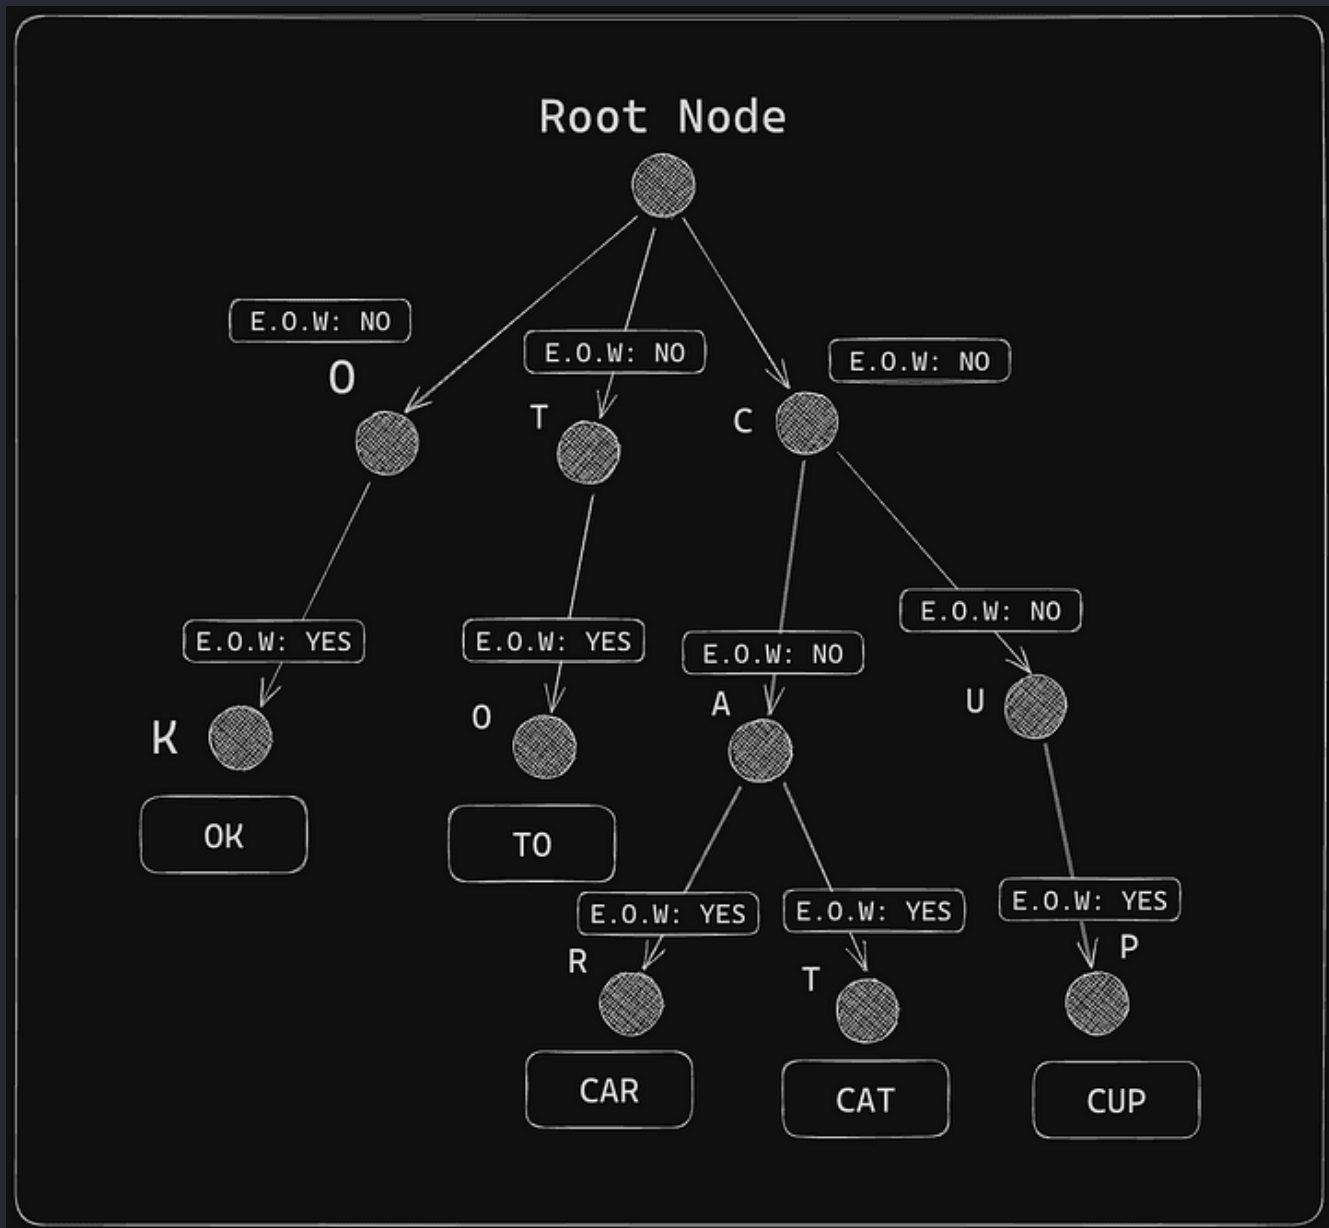 Root Node
E.O.W: NO
O
E.O.W: NO
T
E.O.W: NO
C
E.O.W: YES
K
OK
E.O.W: YES
O
TO
E.O.W: NO
A
E.O.W: NO
U
E.O.W: YES
R
CAR
E.O.W: YES
T
CAT
E.O.W: YES
P
CUP